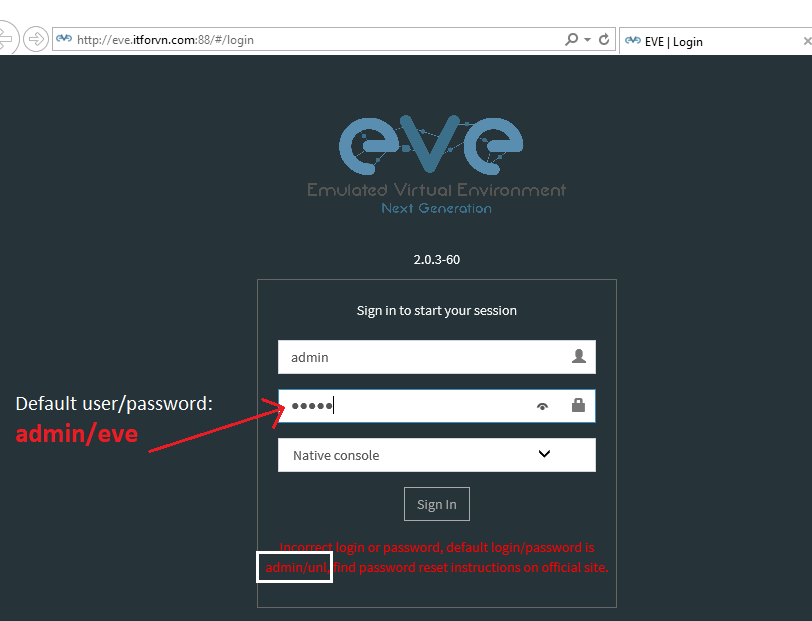 http://eve.itforvn.com:88/#/login
EVE | Login
eve
Emulated Virtual Environment
Next Generation
2.0.3-60
Sign in to start your session
admin
Default user/password:
admin/eve
Native console
Sign In
Incorrect login or password, default login/password is
admin/unl, find password reset instructions on official site.